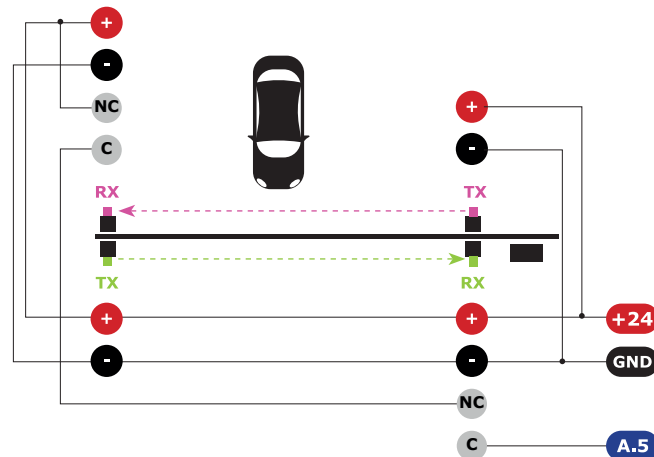 +
-
NC
+
C
-
RX TX
TX RX
+ + +24
- - GND
NC
C A.5